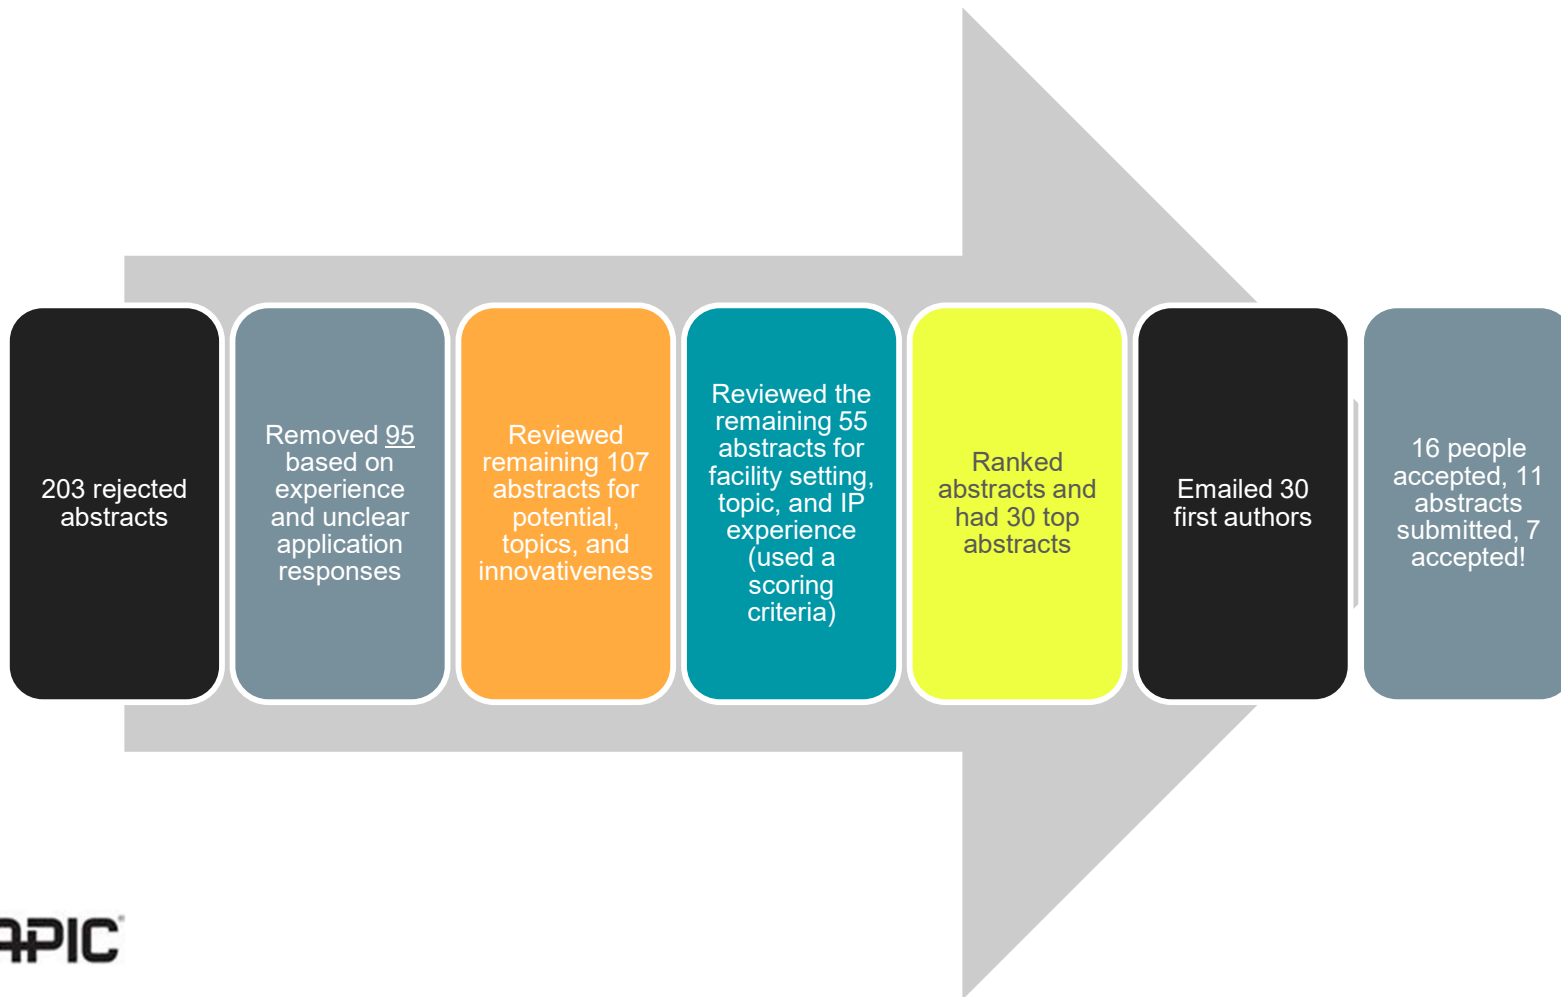 203 rejected
abstracts
Removed 95
based on
experience
and unclear
application
responses
Reviewed
remaining 107
abstracts for
potential,
topics, and
innovativeness
Reviewed the
remaining 55
abstracts for
facility setting,
topic, and IP
experience
(used a
scoring
criteria)
Ranked
abstracts and
had 30 top
abstracts
Emailed 30
first authors
16 people
accepted, 11
abstracts
submitted, 7
accepted!
APIC